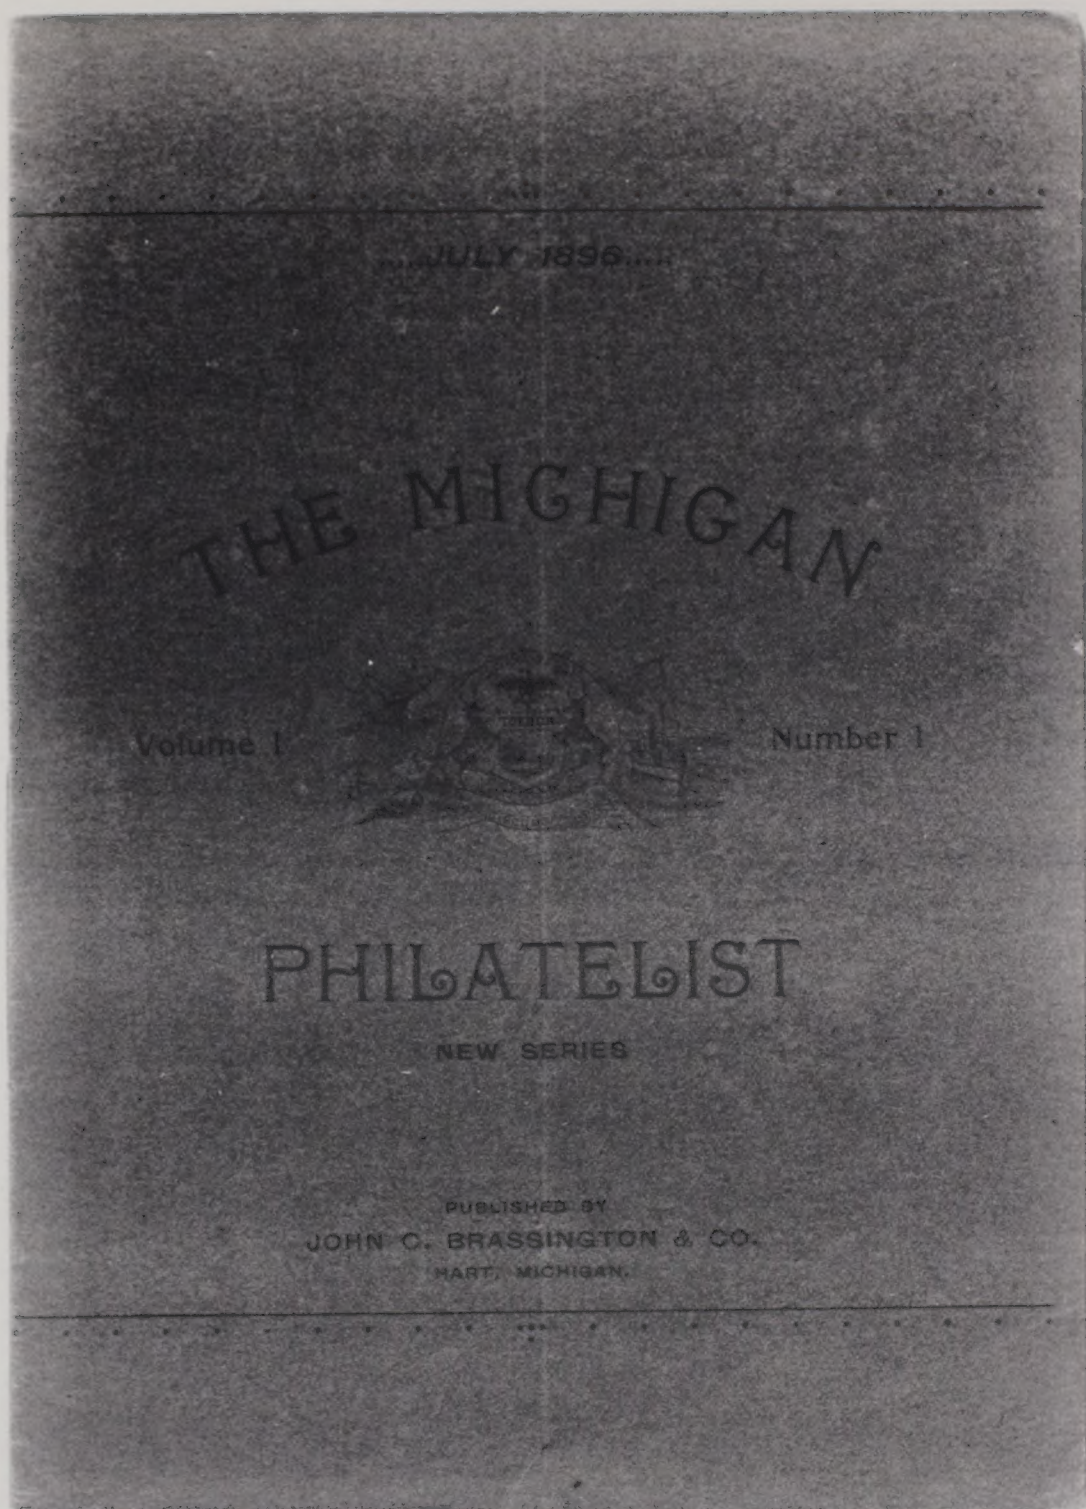 .....JULY 1896.....
THE MICHIGAN
Volume 1
Number 1
PHILATELIST
NEW SERIES
PUBLISHED BY
JOHN C. BRASSINGTON & CO.
HART, MICHIGAN.